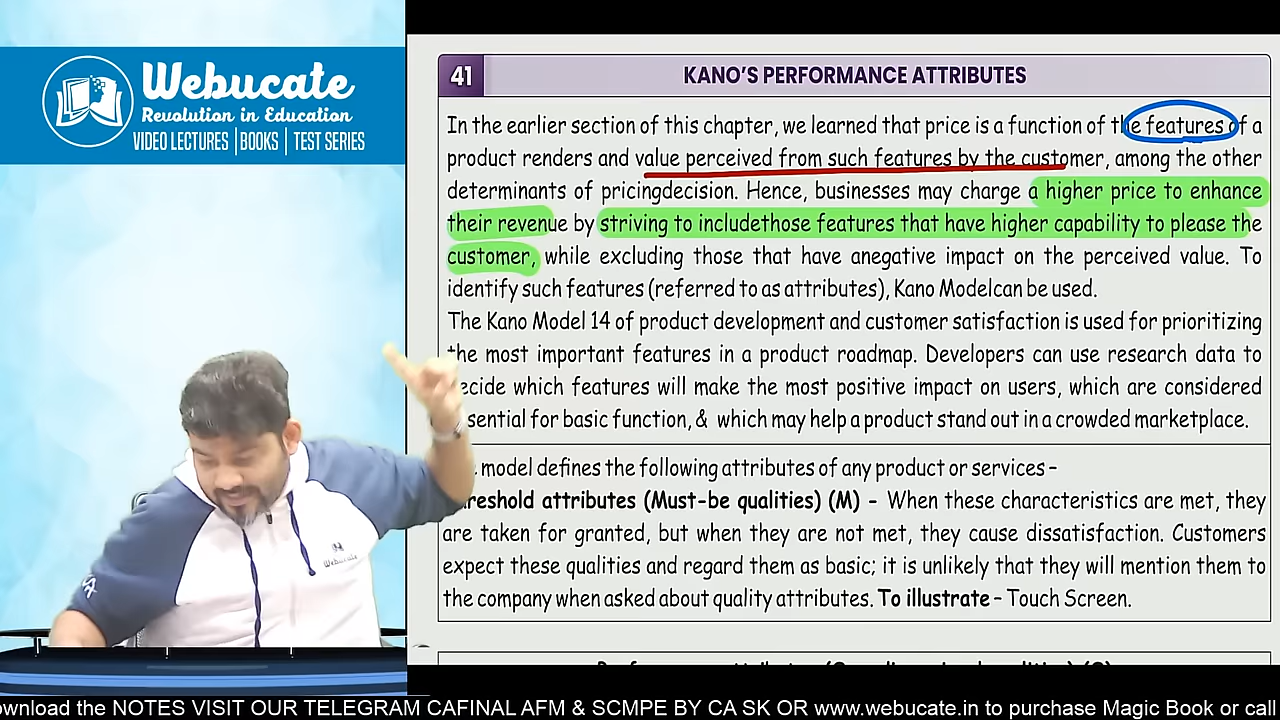 Webucate
Revolution in Education
VIDEO LECTURES | BOOKS | TEST SERIES
41
KANO'S PERFORMANCE ATTRIBUTES
In the earlier section of this chapter, we learned that price is a function of the features of a
product renders and value perceived from such features by the customer, among the other
determinants of pricingdecision. Hence, businesses may charge a higher price to enhance
their revenue by striving to includethose features that have higher capability to please the
customer, while excluding those that have anegative impact on the perceived value. To
identify such features (referred to as attributes), Kano Modelcan be used.
The Kano Model 14 of product development and customer satisfaction is used for prioritizing
the most important features in a product roadmap. Developers can use research data to
ecide which features will make the most positive impact on users, which are considered
sential for basic function, & which may help a product stand out in a crowded marketplace.
model defines the following attributes of any product or services –
reshold attributes (Must-be qualities) (M) - When these characteristics are met, they
are taken for granted, but when they are not met, they cause dissatisfaction. Customers
expect these qualities and regard them as basic; it is unlikely that they will mention them to
the company when asked about quality attributes. To illustrate – Touch Screen.
Webucate
ownload the NOTES VISIT OUR TELEGRAM CAFINAL AFM & SCMPE BY CA SK OR www.webucate.in to purchase Magic Book or call